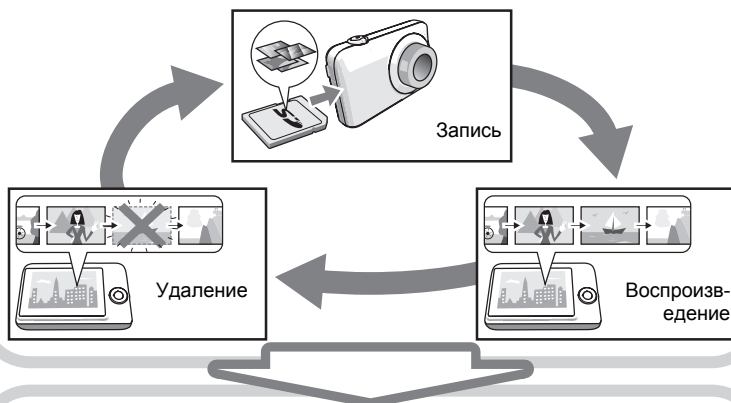 Запись
Удаление
Воспроизв-
едение